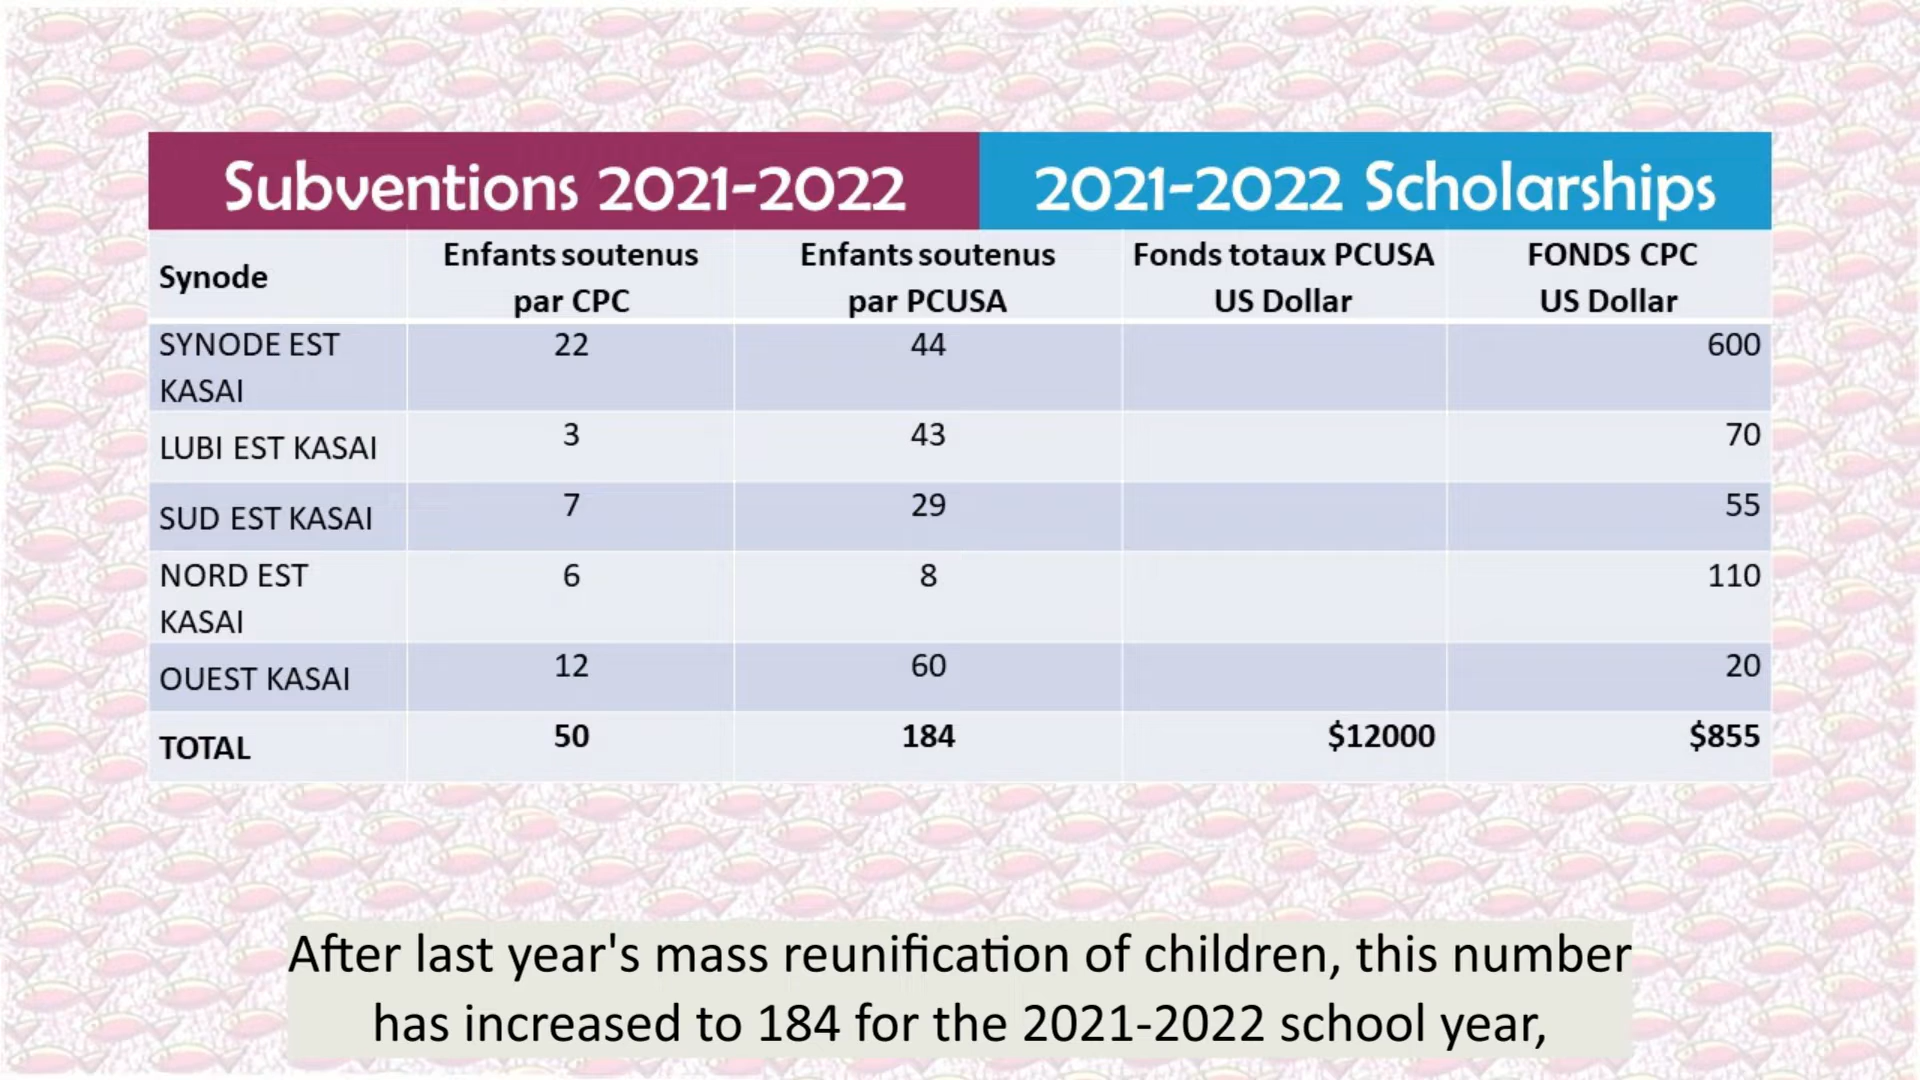 Subventions 2021-2022
2021-2022 Scholarships
Synode
Enfants soutenus
par CPC
Enfants soutenus
par PCUSA
Fonds totaux PCUSA
US Dollar
FONDS CPC
US Dollar
SYNODE EST
KASAI
22
44
600
LUBI EST KASAI
3
43
70
SUD EST KASAI
7
29
55
NORD EST
KASAI
6
8
110
OUEST KASAI
12
60
20
TOTAL
50
184
$12000
$855
After last year's mass reunification of children, this number
has increased to 184 for the 2021-2022 school year,